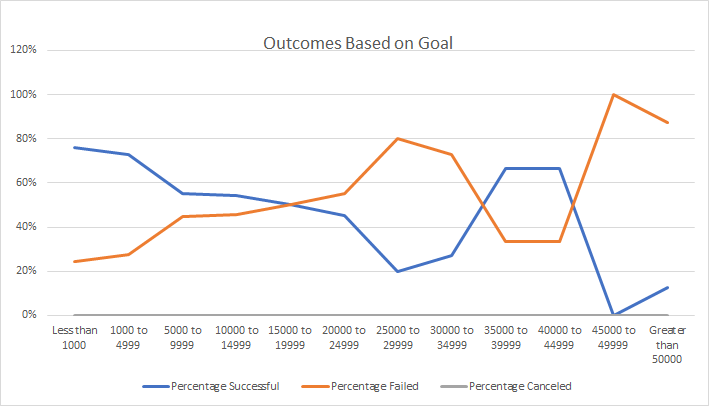 Outcomes Based on Goal
120%
100%
80%
60%
40%
20%
0%
Less than
1000
1000 to
4999
5000 to
9999
10000 to
14999
15000 to
19999
20000 to
24999
25000 to
29999
30000 to
34999
35000 to
39999
40000 to
44999
45000 to
49999
Greater
than
50000
Percentage Successful
Percentage Failed
Percentage Canceled